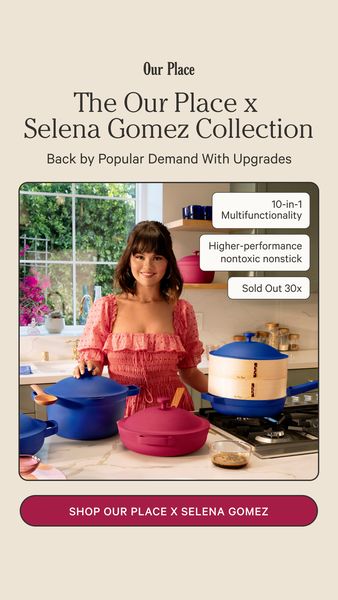 Our Place
The Our Place x
Selena Gomez Collection
Back by Popular Demand With Upgrades
10-in-1
Multifunctionality
Higher-performance
nontoxic nonstick
Sold Out 30x
SHOP OUR PLACE X SELENA GOMEZ